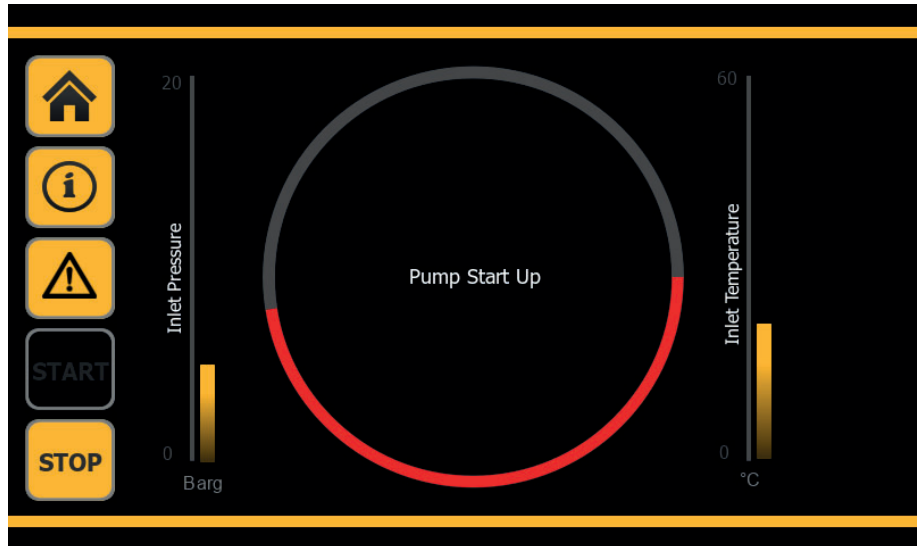 20
Inlet Pressure
0
Barg
START
STOP
Pump Start Up
60
Inlet Temperature
0
°C